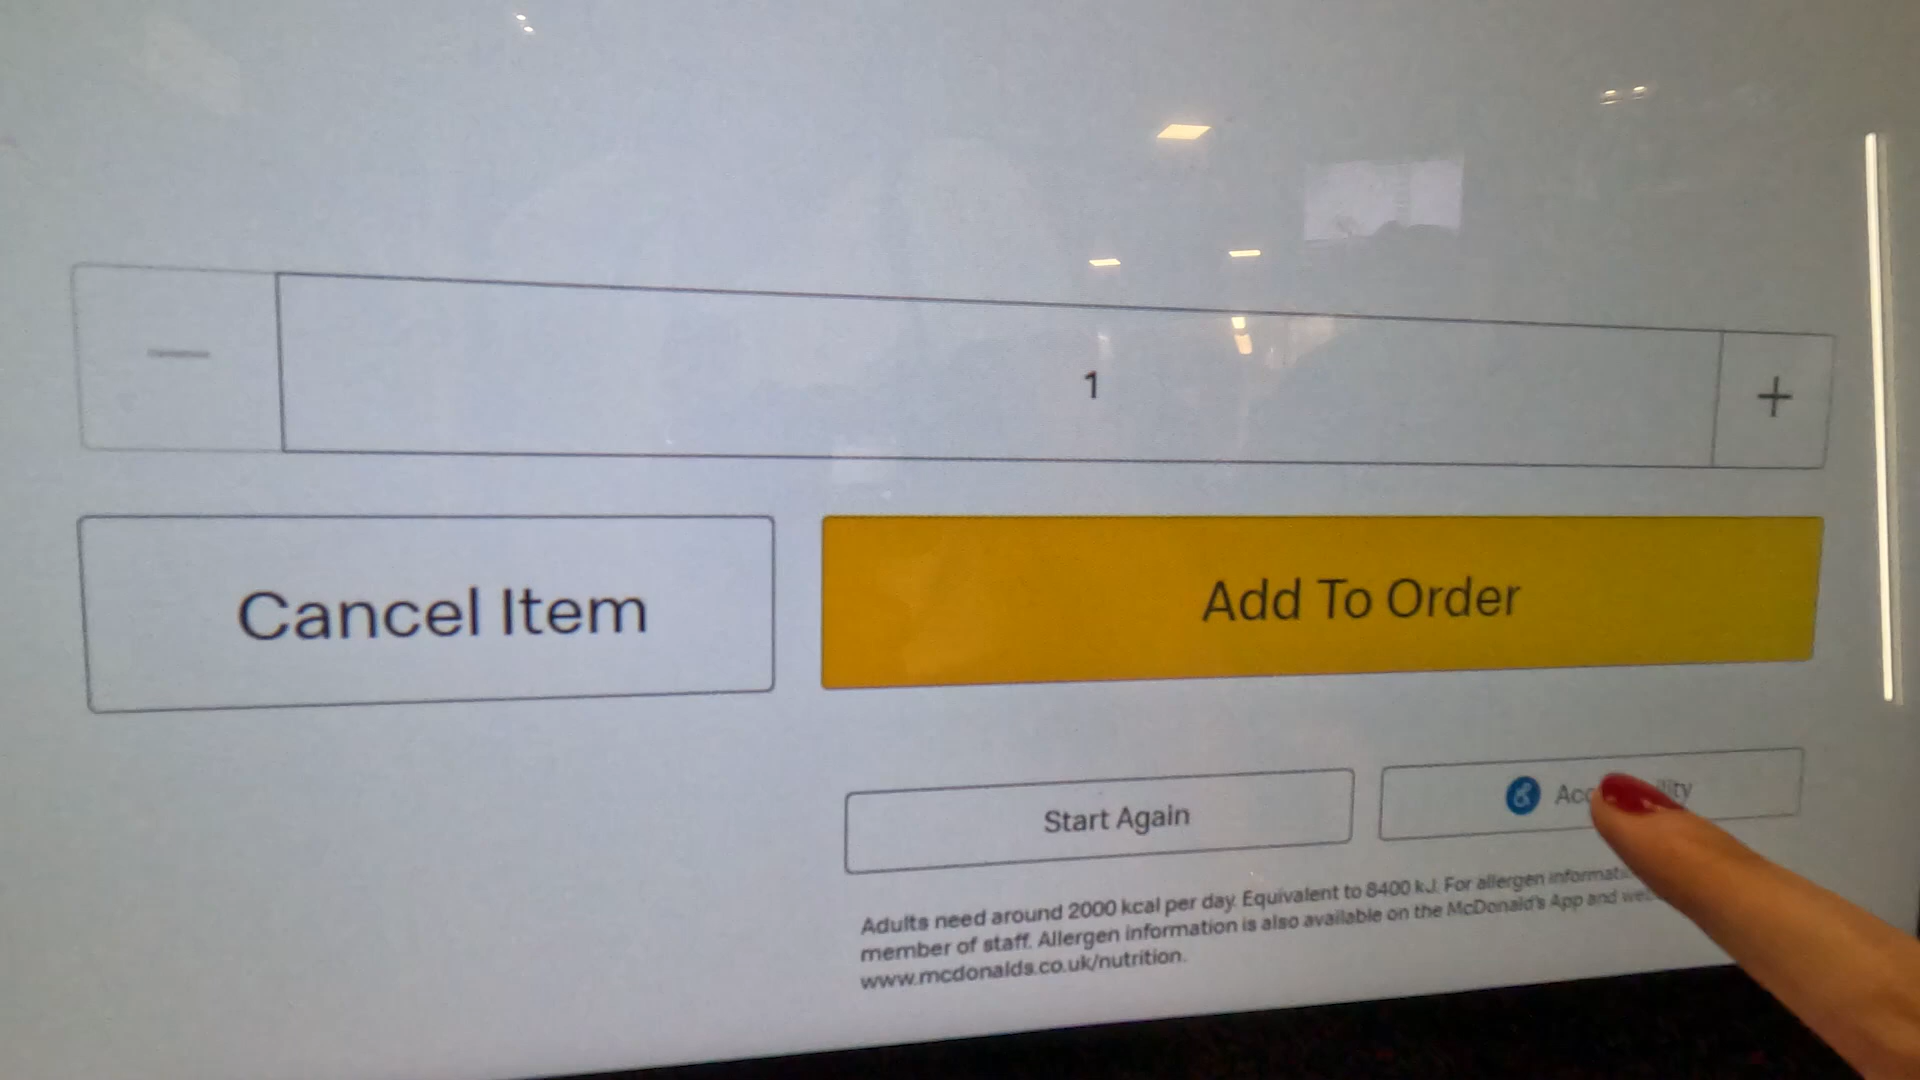 1
Cancel Item
Add To Order
Start Again
Adults need around 2000 kcal per day. Equivalent to 8400 kJ. For allergen
member of staff. Allergen information is also available on the McDonald's App and
www.mcdonalds.co.uk/nutrition.